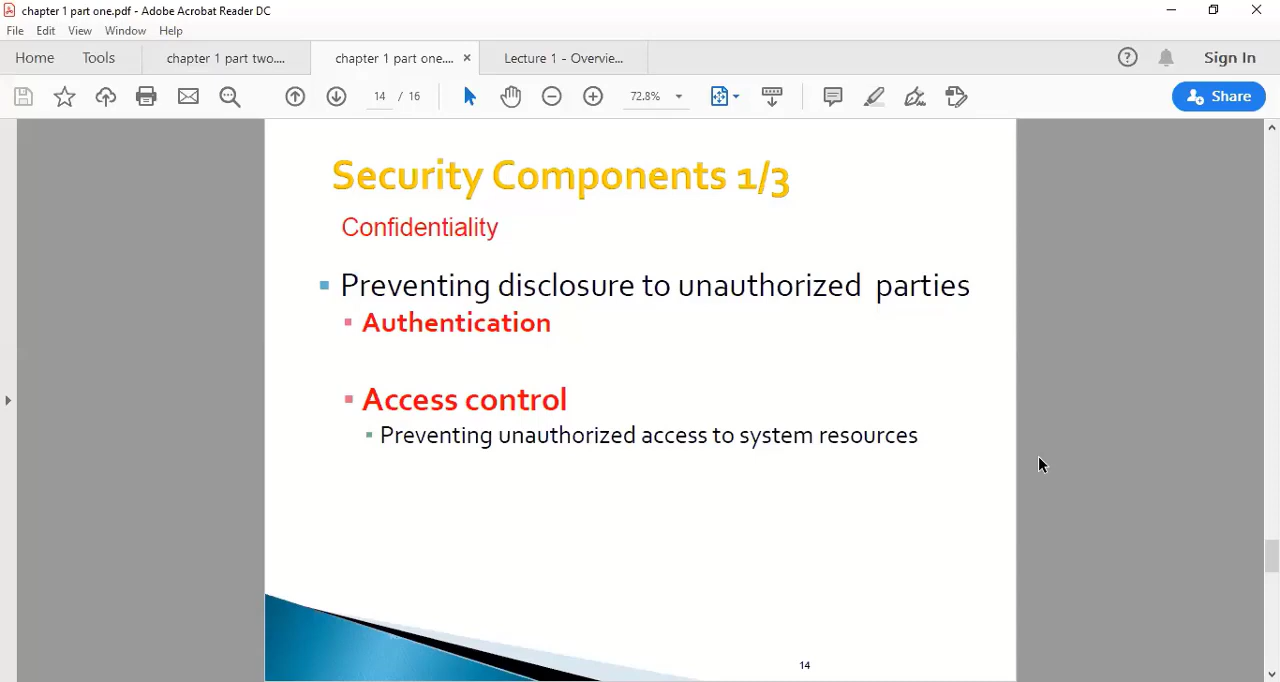 chapter 1 part one.pdf - Adobe Acrobat Reader DC
File Edit View Window Help
Home Tools chapter 1 part two.... chapter 1 part one.... × Lecture 1 - Overvie... Sign In
14 / 16 72.8% Share
Security Components 1/3
Confidentiality
Preventing disclosure to unauthorized parties
Authentication
Access control
Preventing unauthorized access to system resources
14